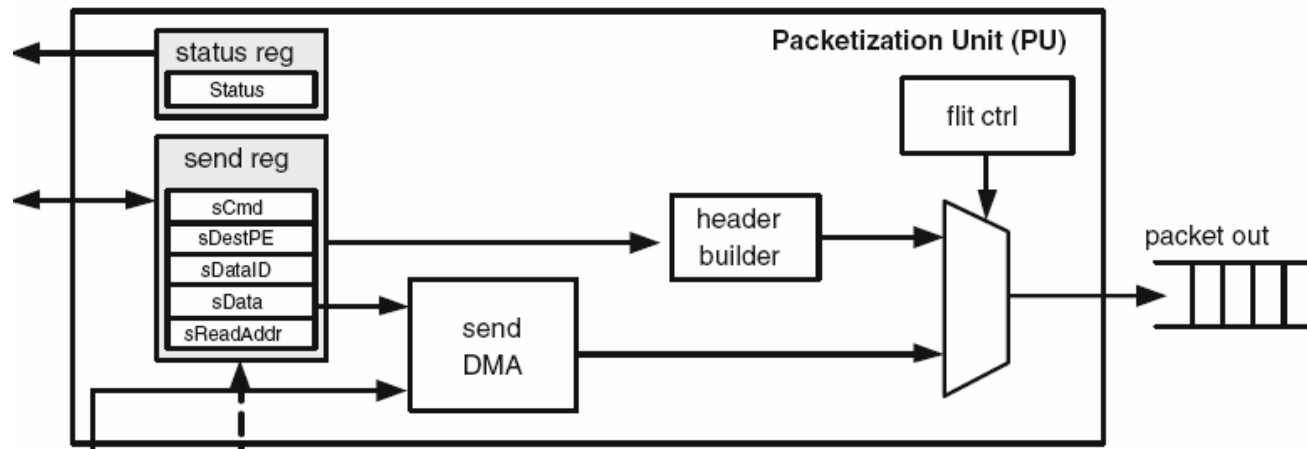 Packetization Unit (PU)
status reg
Status
send reg
sCmd
sDestPE
sDataID
sData
sReadAddr
header
builder
send
DMA
flit ctrl
packet out